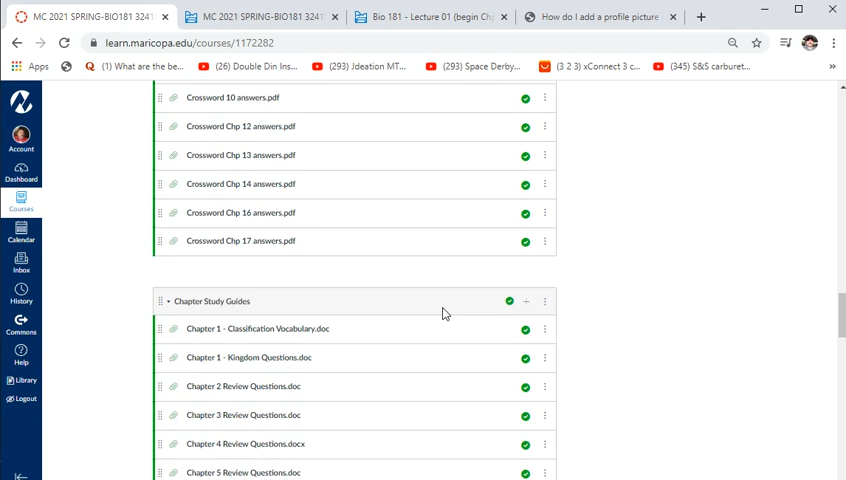 MC 2021 SPRING-BIO181 3241
MC 2021 SPRING-BIO181 3241
Bio 181 - Lecture 01 (begin Chp
How do I add a profile picture
learn.maricopa.edu/courses/1172282
Apps
(1) What are the be...
(26) Double Din Ins...
(293) Jdeation MT...
(293) Space Derby...
(3 2 3) xConnect 3 c...
(345) S&S carburet...
Account
Dashboard
Courses
Calendar
Inbox
History
Commons
Help
Library
Logout
Crossword 10 answers.pdf
Crossword Chp 12 answers.pdf
Crossword Chp 13 answers.pdf
Crossword Chp 14 answers.pdf
Crossword Chp 16 answers.pdf
Crossword Chp 17 answers.pdf
Chapter Study Guides
Chapter 1 - Classification Vocabulary.doc
Chapter 1 - Kingdom Questions.doc
Chapter 2 Review Questions.doc
Chapter 3 Review Questions.doc
Chapter 4 Review Questions.docx
Chapter 5 Review Questions.doc